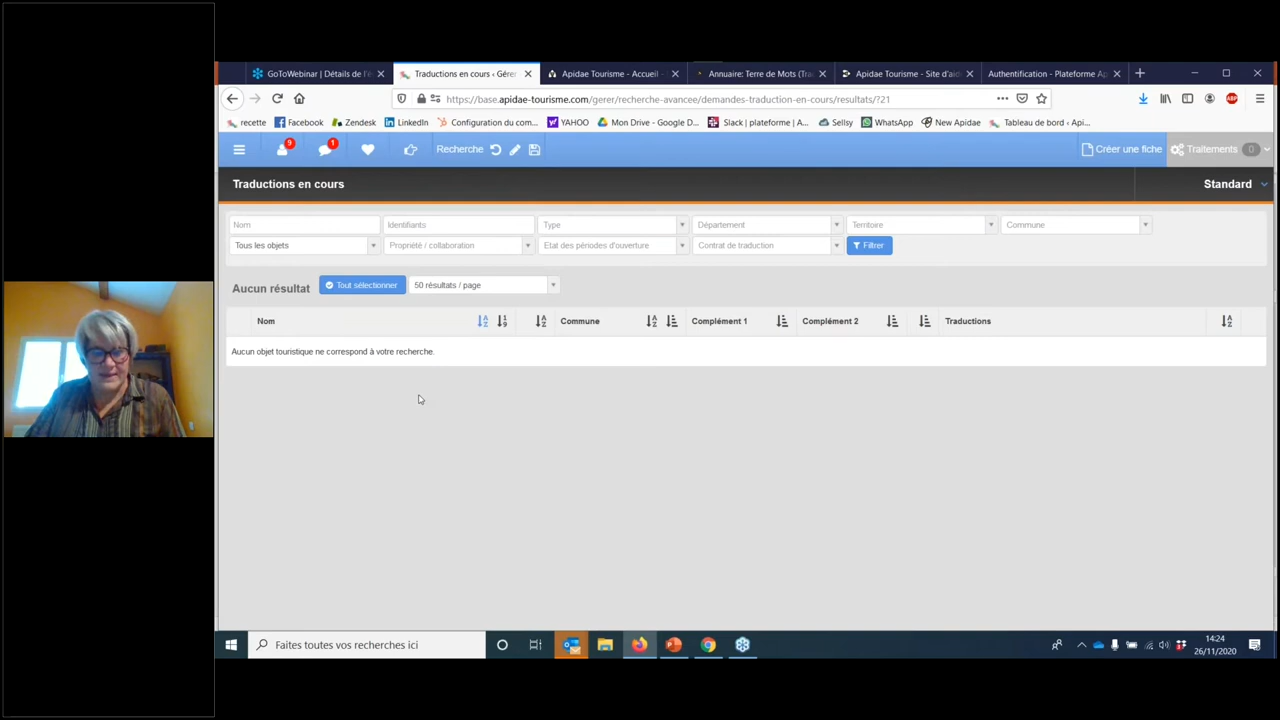 GoToWebinar | Détails de l'é
Traductions en cours ‹ Gérer
Apidae Tourisme - Accueil -
Annuaire: Terre de Mots (Tra
Apidae Tourisme - Site d'aid
Authentification - Plateforme Ap
https://base.apidae-tourisme.com/gerer/recherche-avancee/demandes-traduction-en-cours/resultats/?21
recette Facebook Zendesk LinkedIn Configuration du com... YAHOO Mon Drive - Google D... Slack | plateforme | A... Sellsy WhatsApp New Apidae Tableau de bord ‹ Api...
9 1 Recherche Créer une fiche Traitements 0
Traductions en cours Standard
Nom Identifiants Type Département Territoire Commune
Tous les objets Propriété / collaboration Etat des périodes d'ouverture Contrat de traduction Filtrer
Aucun résultat Tout sélectionner 50 résultats / page
Nom Commune Complément 1 Complément 2 Traductions
Aucun objet touristique ne correspond à votre recherche.
Faites toutes vos recherches ici
14:24
26/11/2020